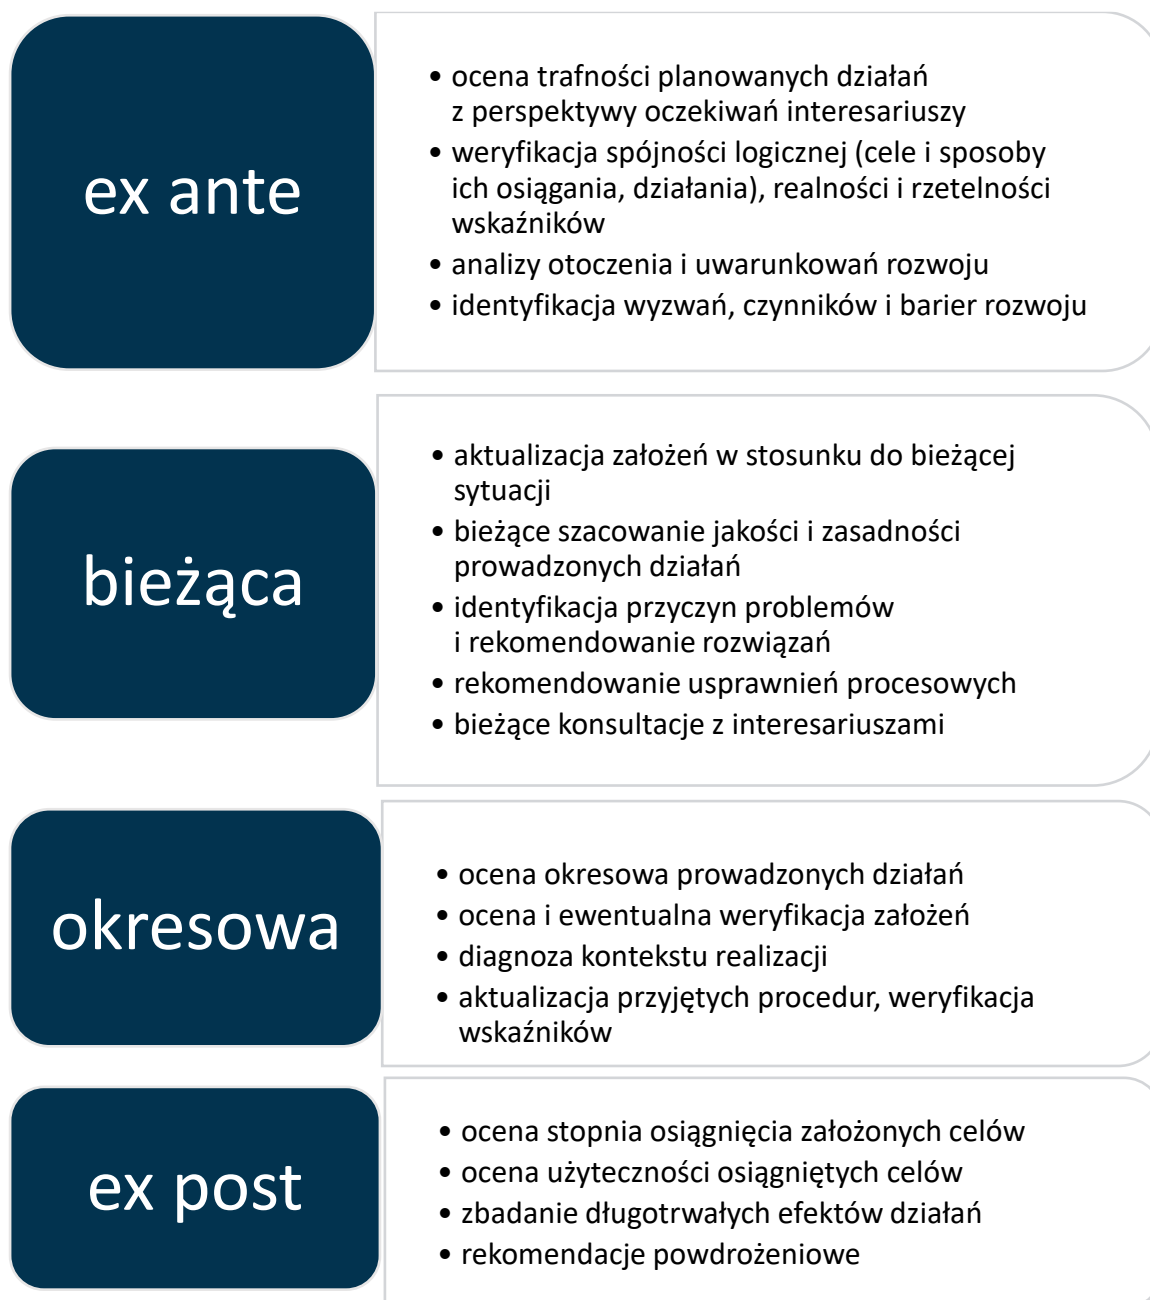 ex ante
• ocena trafności planowanych działań
z perspektywy oczekiwań interesariuszy
• weryfikacja spójności logicznej (cele i sposoby
ich osiągania, działania), realności i rzetelności
wskaźników
• analizy otoczenia i uwarunkowań rozwoju
• identyfikacja wyzwań, czynników i barier rozwoju
bieżąca
• aktualizacja założeń w stosunku do bieżącej
sytuacji
• bieżące szacowanie jakości i zasadności
prowadzonych działań
• identyfikacja przyczyn problemów
i rekomendowanie rozwiązań
• rekomendowanie usprawnień procesowych
• bieżące konsultacje z interesariuszami
okresowa
• ocena okresowa prowadzonych działań
• ocena i ewentualna weryfikacja założeń
• diagnoza kontekstu realizacji
• aktualizacja przyjętych procedur, weryfikacja
wskaźników
ex post
• ocena stopnia osiągnięcia założonych celów
• ocena użyteczności osiągniętych celów
• zbadanie długotrwałych efektów działań
• rekomendacje powdrożeniowe